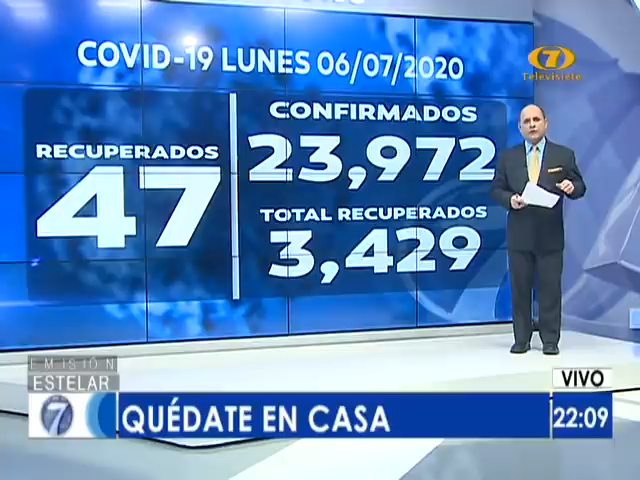 COVID-19 LUNES 06/07/2020
7
Televisiete
RECUPERADOS
47
CONFIRMADOS
23,972
TOTAL RECUPERADOS
3,429
EMISIÓN
ESTELAR
7
QUÉDATE EN CASA
VIVO
22:09